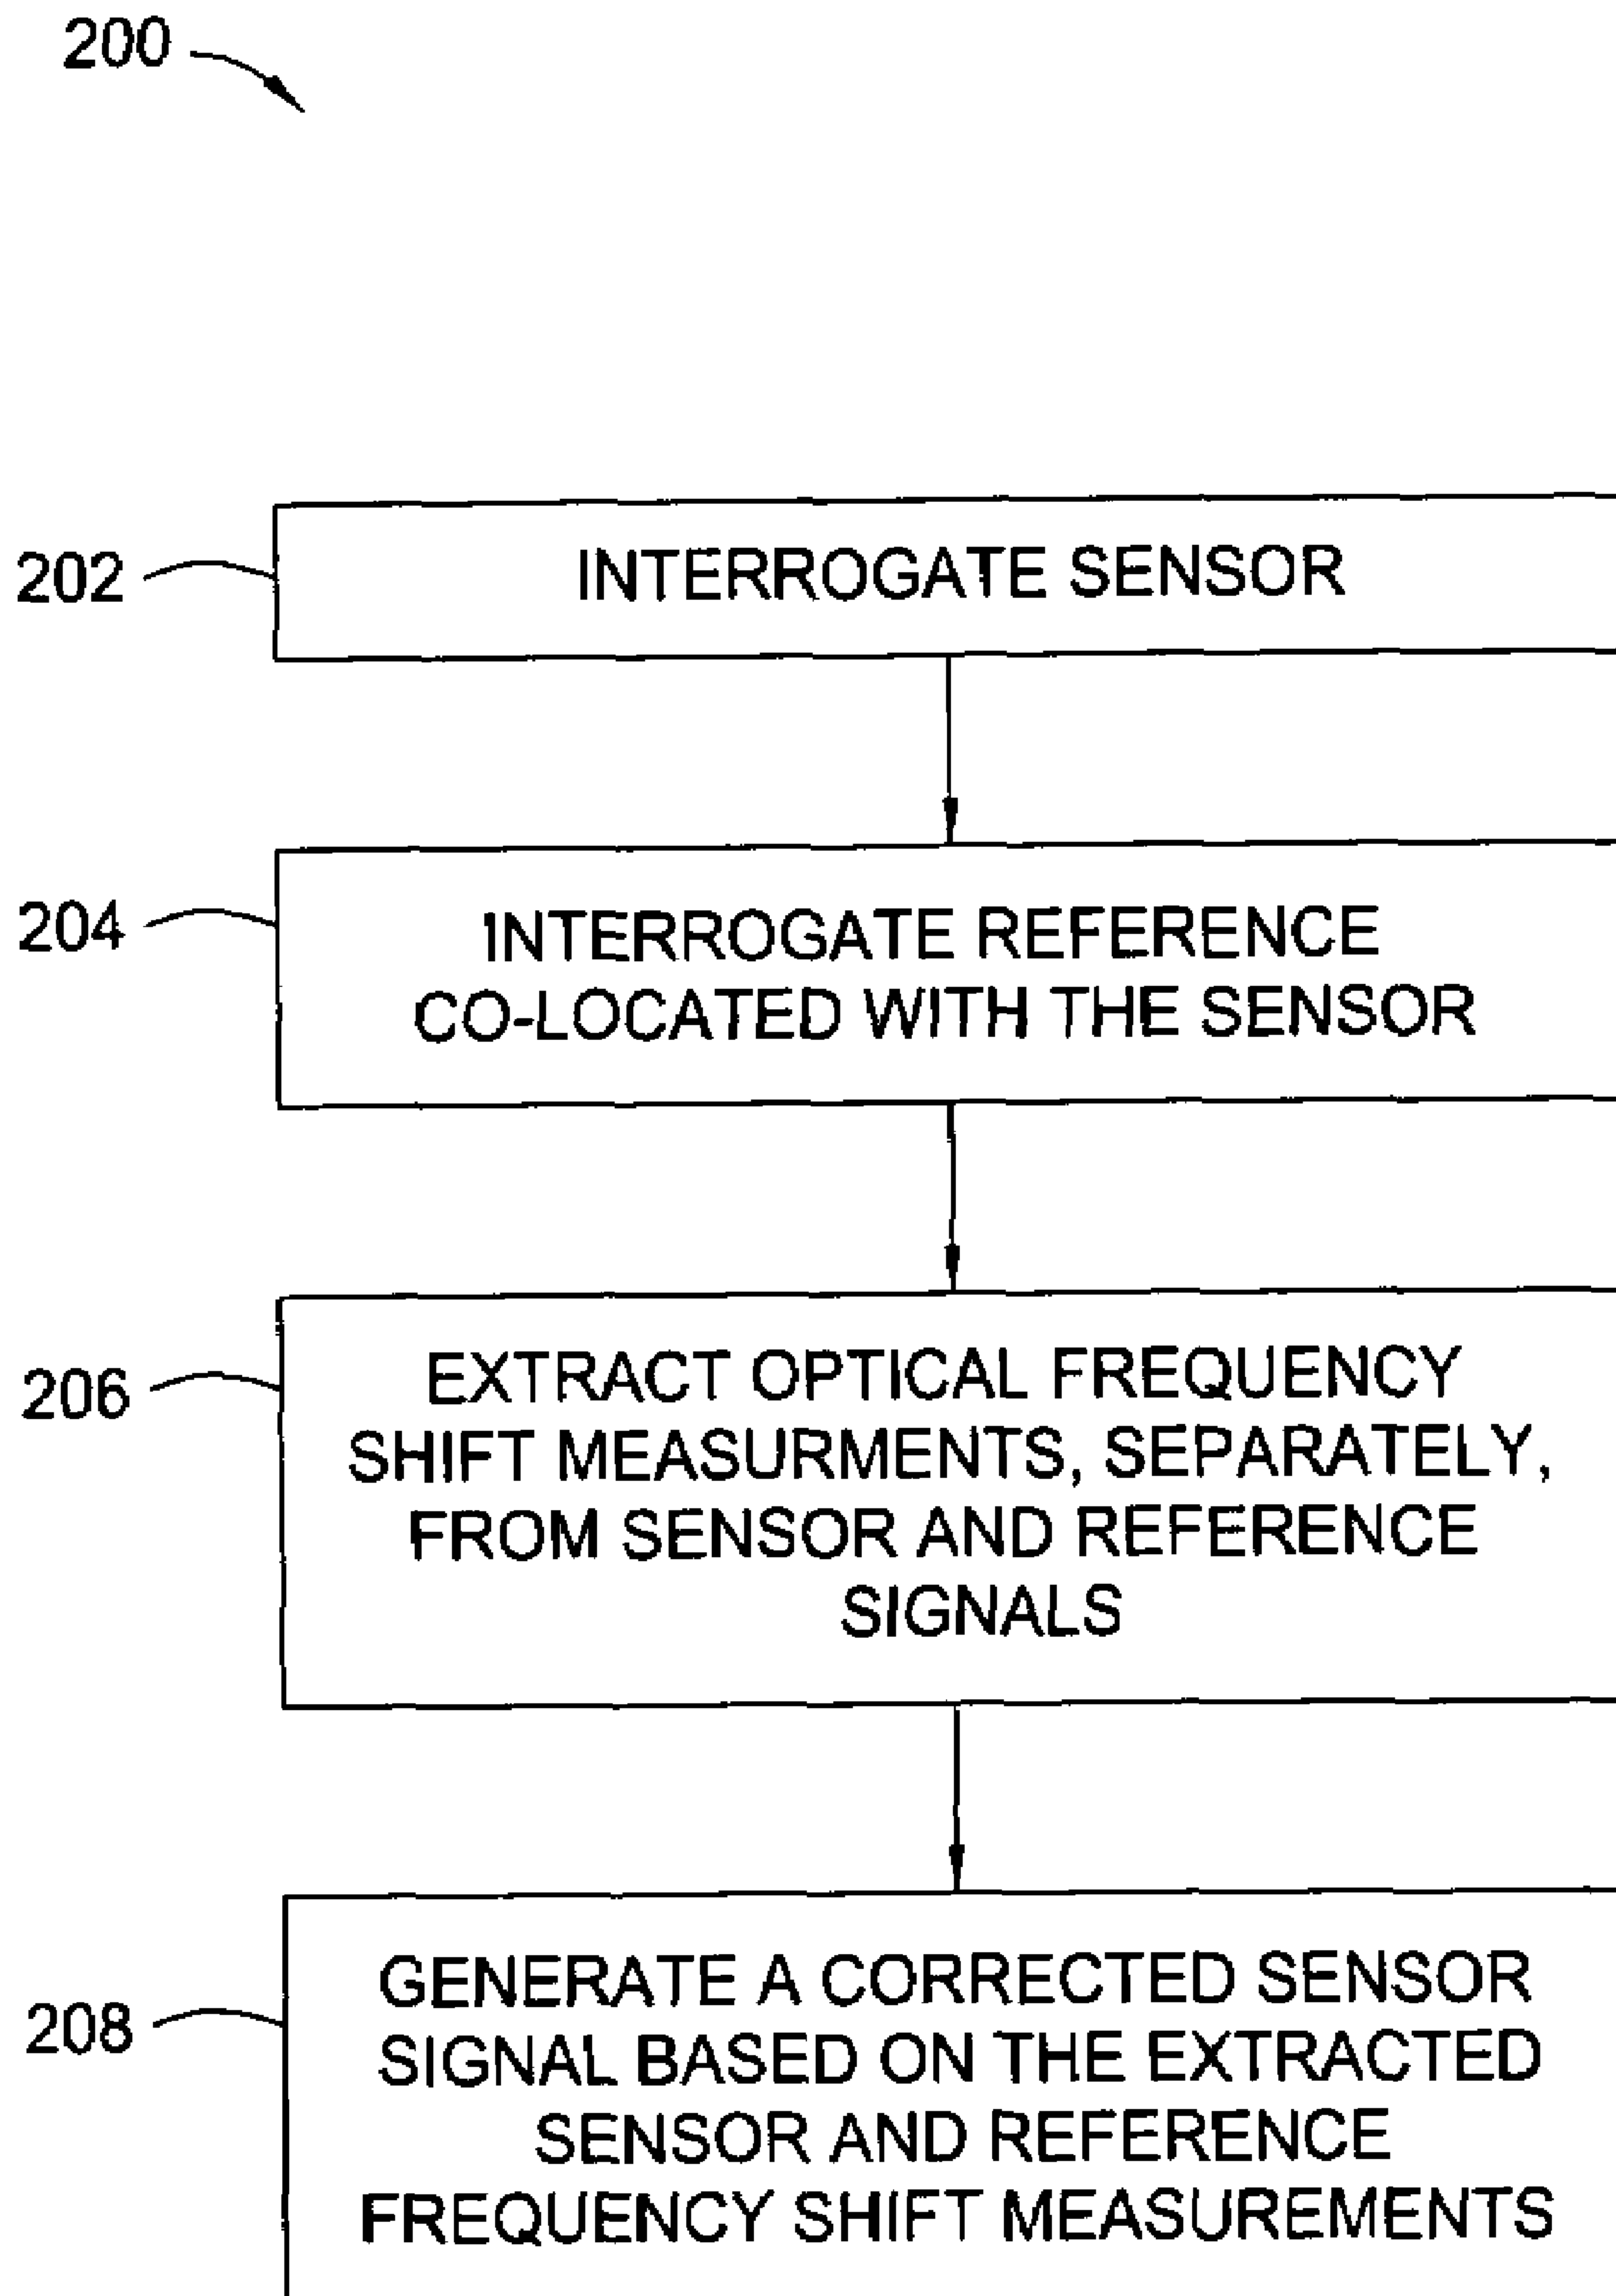 200
202
INTERROGATE SENSOR
204
INTERROGATE REFERENCE
CO-LOCATED WITH THE SENSOR
206
EXTRACT OPTICAL FREQUENCY
SHIFT MEASURMENTS, SEPARATELY,
FROM SENSOR AND REFERENCE
SIGNALS
208
GENERATE A CORRECTED SENSOR
SIGNAL BASED ON THE EXTRACTED
SENSOR AND REFERENCE
FREQUENCY SHIFT MEASUREMENTS